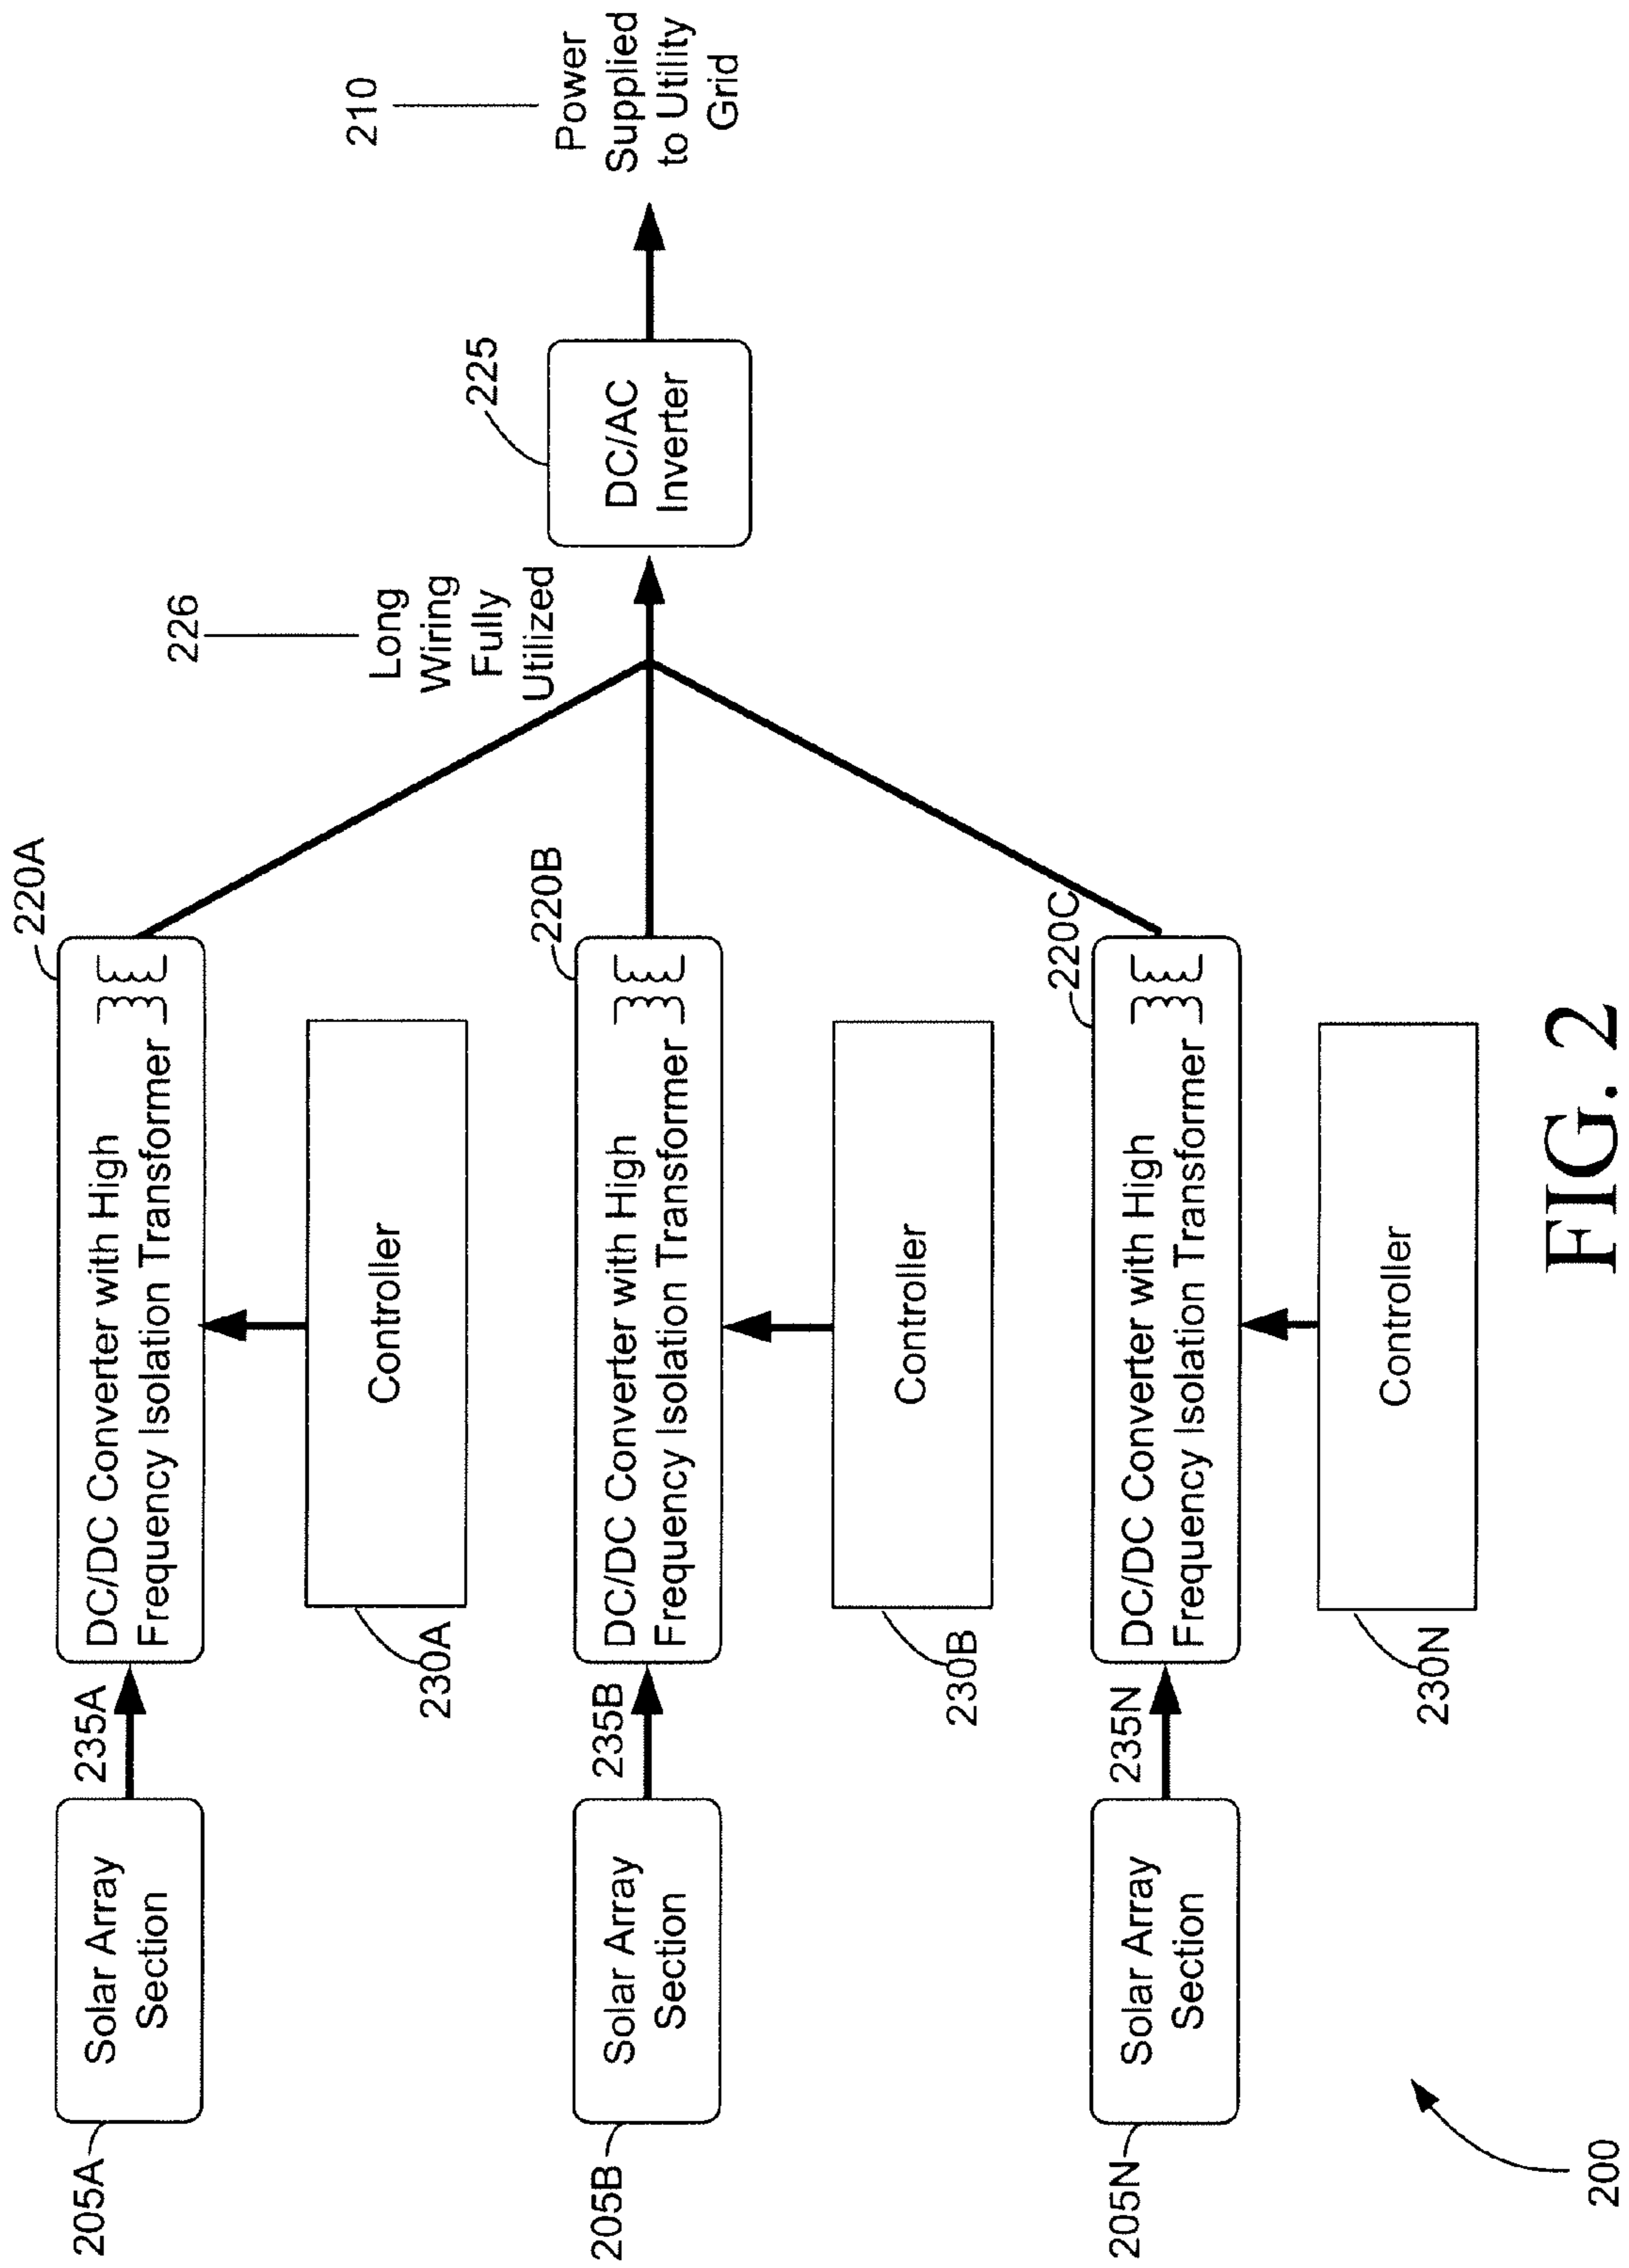 220A
DC/DC Converter with High
Frequency Isolation Transformer
205A
Solar Array
Section
235A
230A
Controller
226
Long
Wiring
Fully
Utilized
225
DC/AC
Inverter
210
Power
Supplied
to Utility
Grid
220B
DC/DC Converter with High
Frequency Isolation Transformer
205B
Solar Array
Section
235B
230B
Controller
220C
DC/DC Converter with High
Frequency Isolation Transformer
205N
Solar Array
Section
235N
230N
Controller
200
FIG. 2